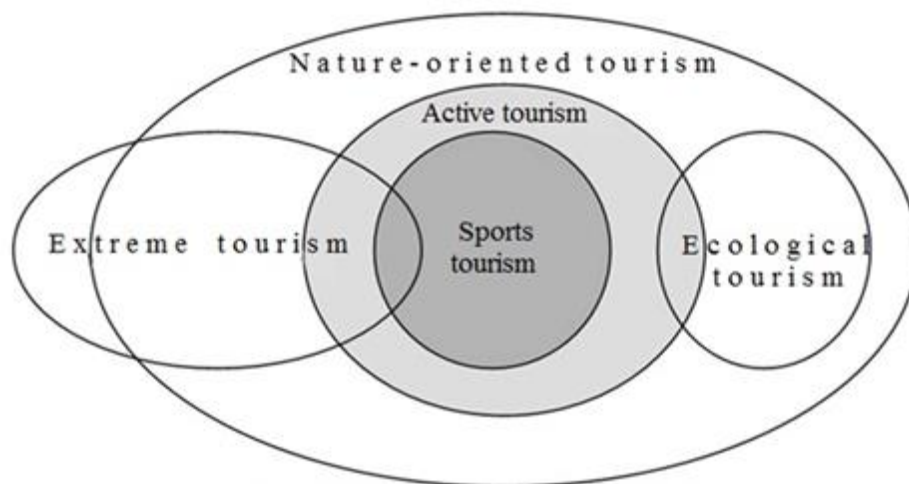 Nature-oriented tourism
Active tourism
Extreme tourism
Sports
tourism
Ecological
tourism